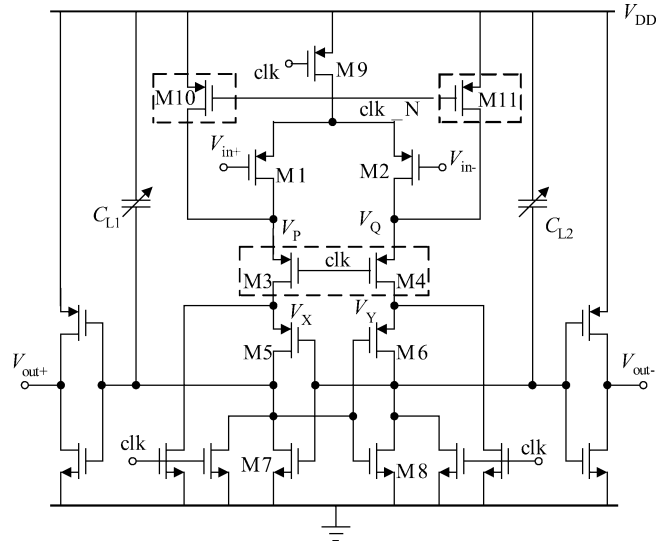 V_DD
clk
M9
M10
M11
clk_N
V_in+
V_in-
M1
M2
C_L1
C_L2
V_P
V_Q
clk
M3
M4
V_X
V_Y
M5
M6
V_out+
V_out-
clk
clk
M7
M8